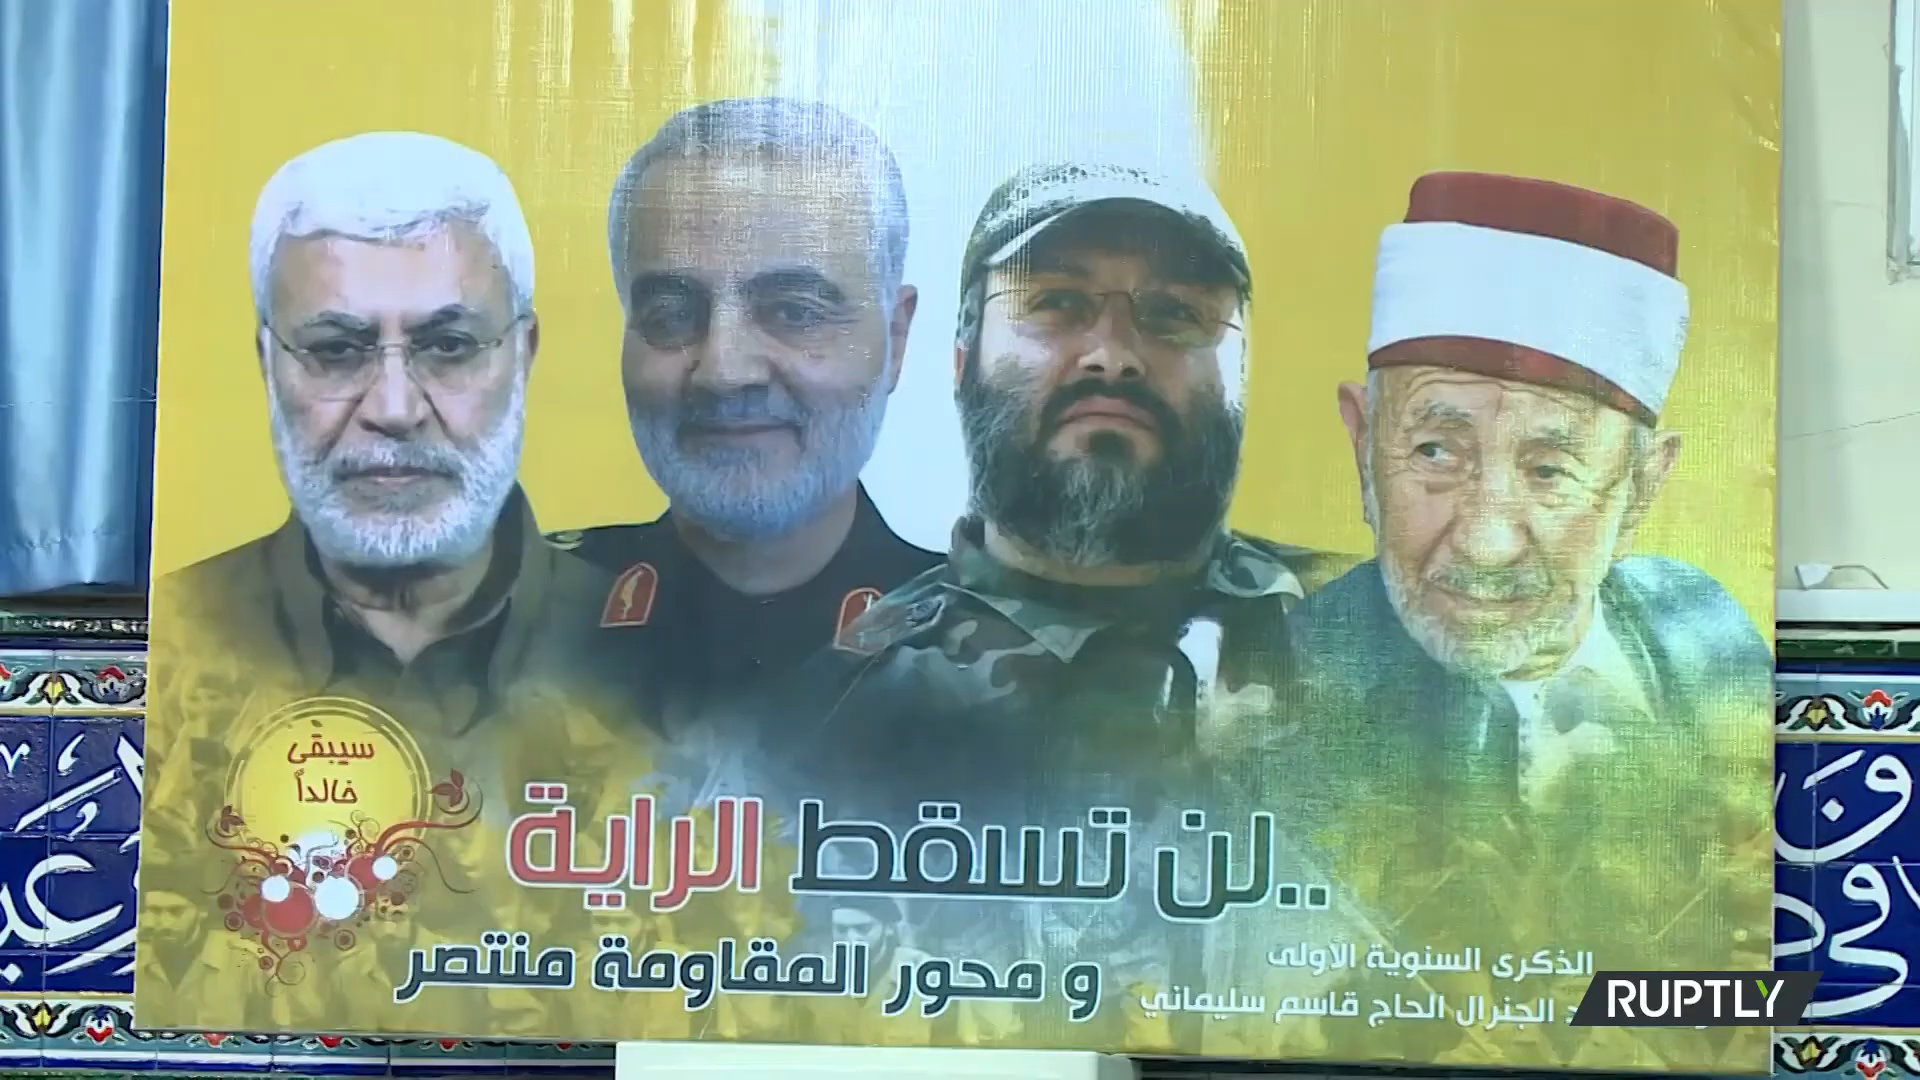 سيبقى
خالداً
..لن تسقط الراية
و محور المقاومة منتصر
الذكرى السنوية الاولى
الجنرال الحاج قاسم سليماني
RUPTLY